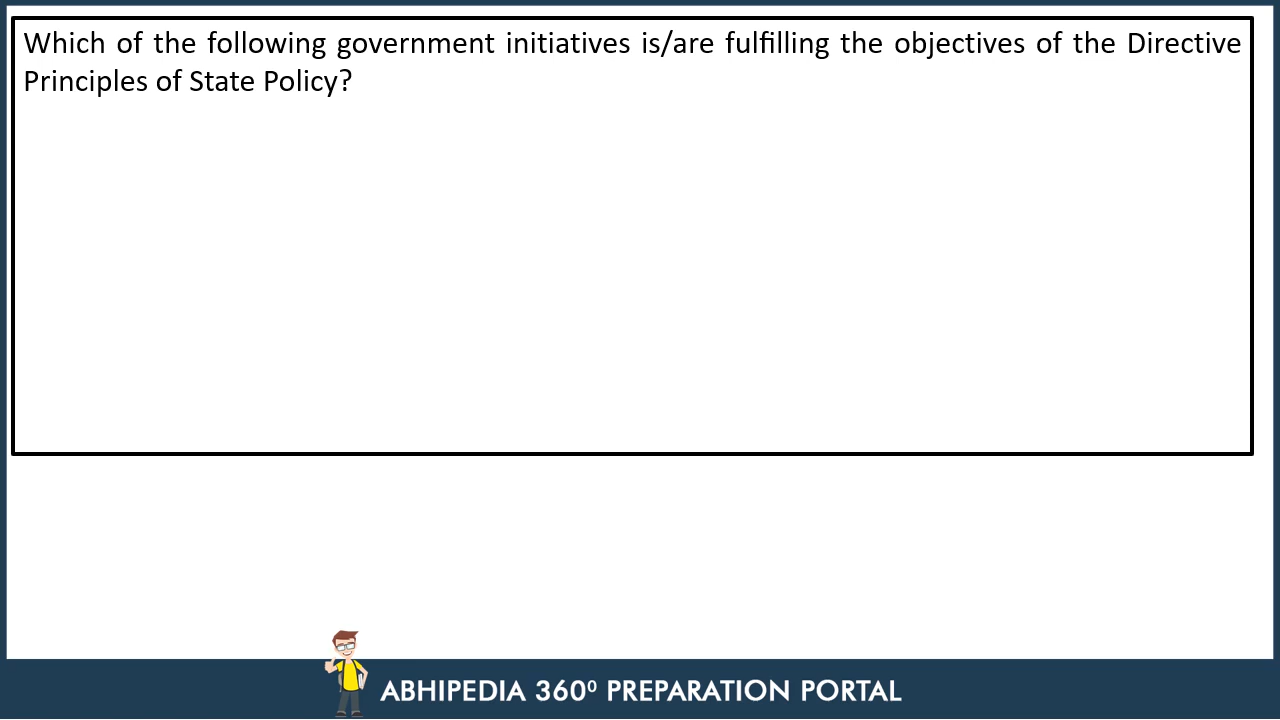 Which of the following government initiatives is/are fulfilling the objectives of the Directive
Principles of State Policy?
ABHIPEDIA 360⁰ PREPARATION PORTAL